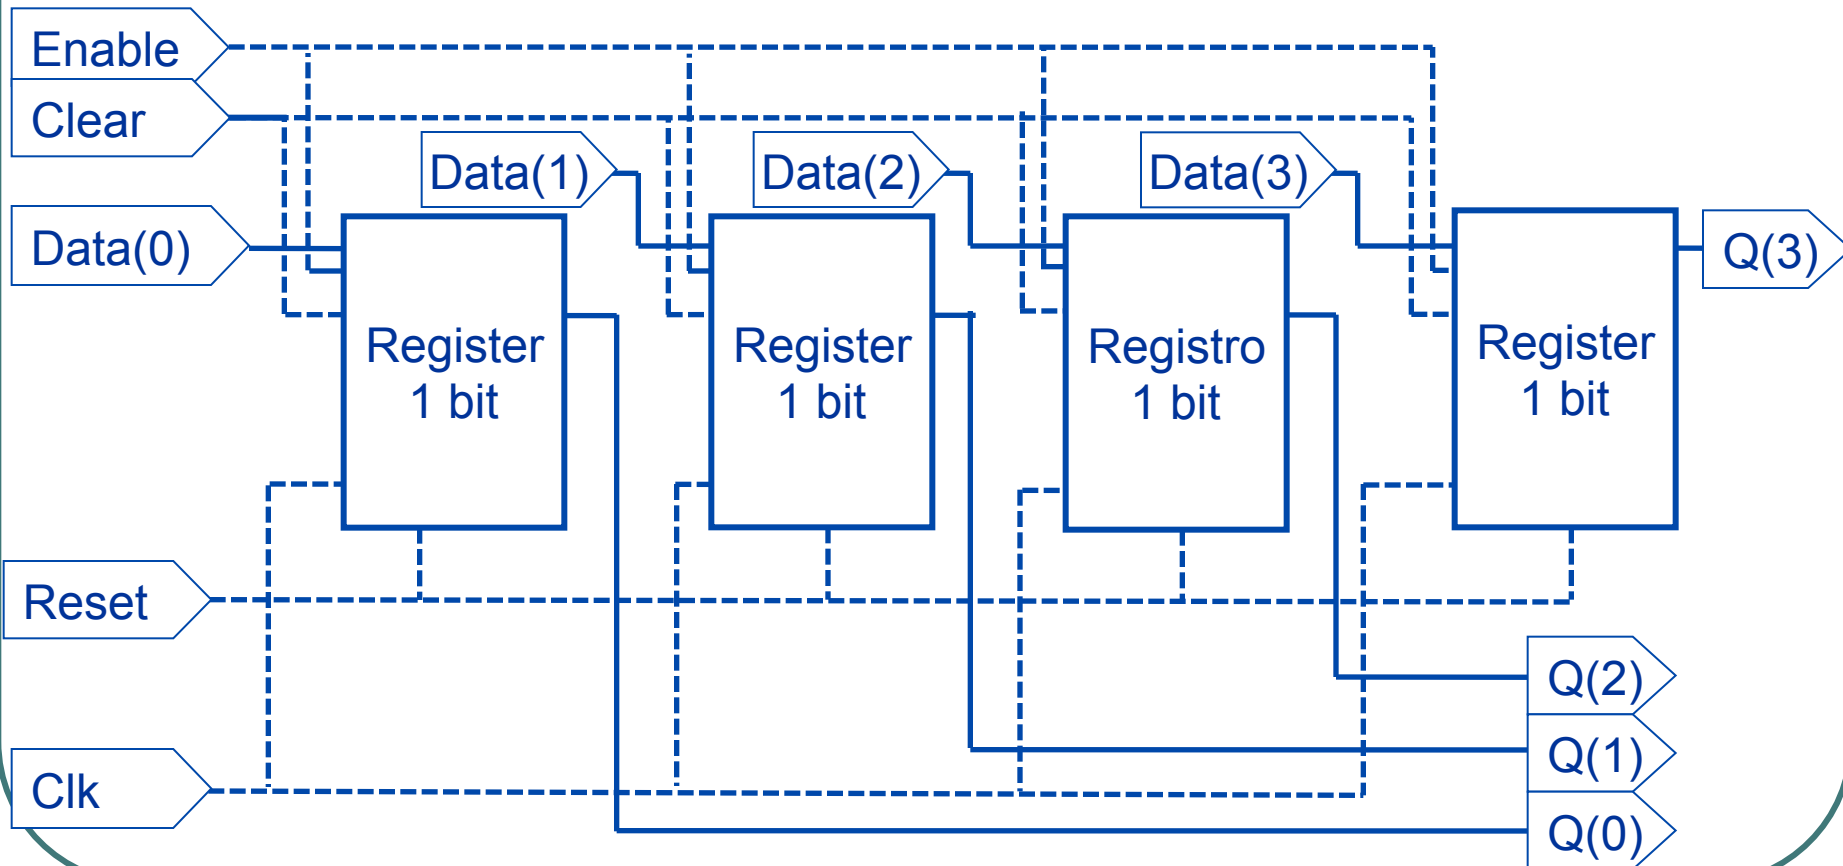 Enable
Clear
Data(1)
Data(2)
Data(3)
Data(0)
Q(3)
Register
1 bit
Register
1 bit
Registro
1 bit
Register
1 bit
Reset
Q(2)
Q(1)
Clk
Q(0)